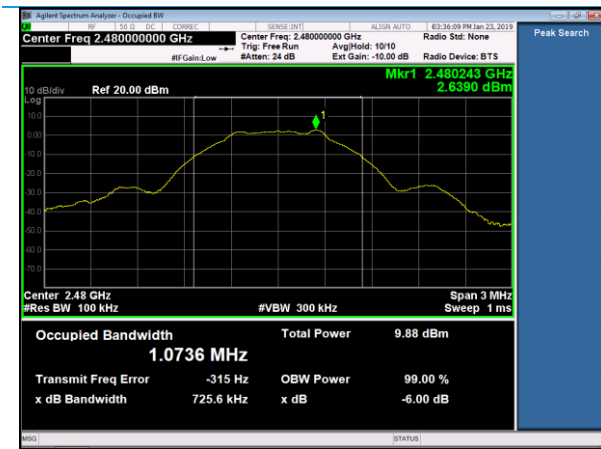 Agilent Spectrum Analyzer - Occupied BW
RF 50 Ω DC CORREC SENSE:INT ALIGN AUTO 03:36:09 PM Jan 23, 2019
Center Freq 2.480000000 GHz Center Freq: 2.480000000 GHz Radio Std: None Peak Search
Trig: Free Run Avg|Hold: 10/10
#IFGain:Low #Atten: 24 dB Ext Gain: -10.00 dB Radio Device: BTS
Mkr1 2.480243 GHz
10 dB/div Ref 20.00 dBm 2.6390 dBm
Log
10.0
1
0.00
-10.0
-20.0
-30.0
-40.0
-50.0
-60.0
-70.0
Center 2.48 GHz Span 3 MHz
#Res BW 100 kHz #VBW 300 kHz Sweep 1 ms
Occupied Bandwidth Total Power 9.88 dBm
1.0736 MHz
Transmit Freq Error -315 Hz OBW Power 99.00 %
x dB Bandwidth 725.6 kHz x dB -6.00 dB
MSG STATUS